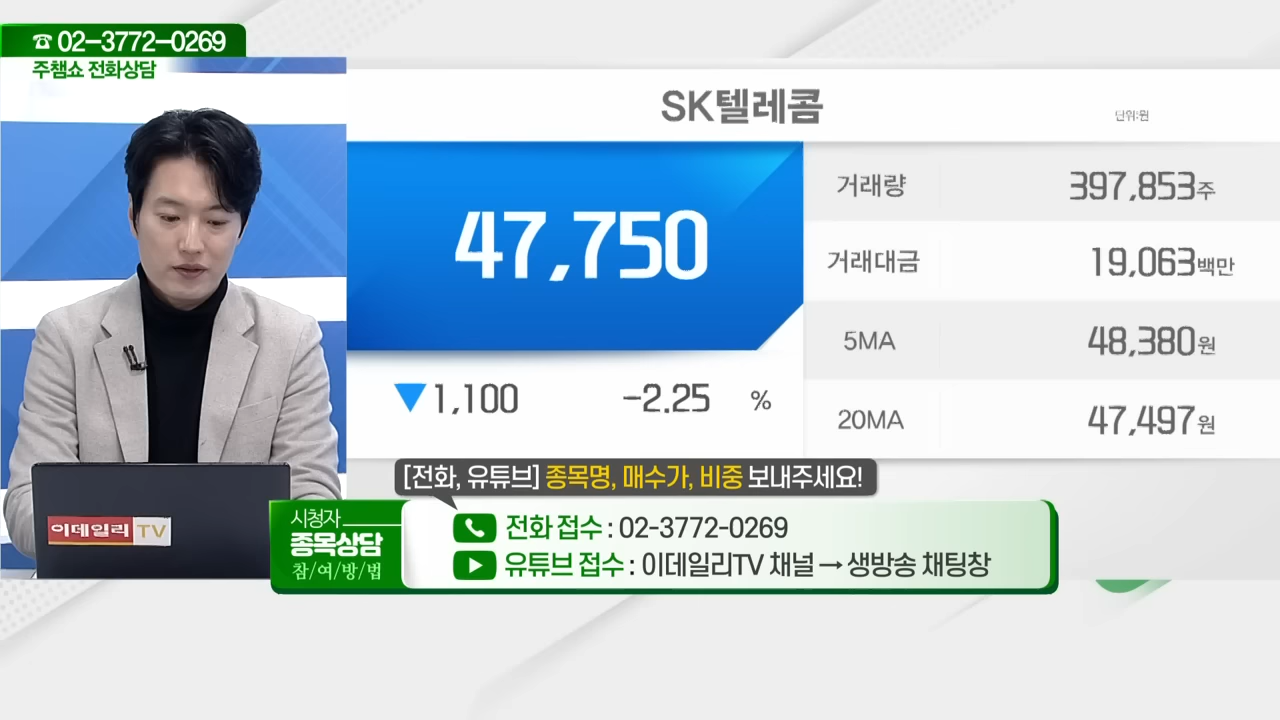 ☎ 02-3772-0269
주챔쇼 전화상담
SK텔레콤
단위:원
47,750
▼1,100 -2.25 %
거래량 397,853주
거래대금 19,063백만
5MA 48,380원
20MA 47,497원
[전화, 유튜브] 종목명, 매수가, 비중 보내주세요!
시청자
종목상담
참/여/방/법
전화 접수 : 02-3772-0269
유튜브 접수 : 이데일리TV 채널 → 생방송 채팅창
이데일리 TV